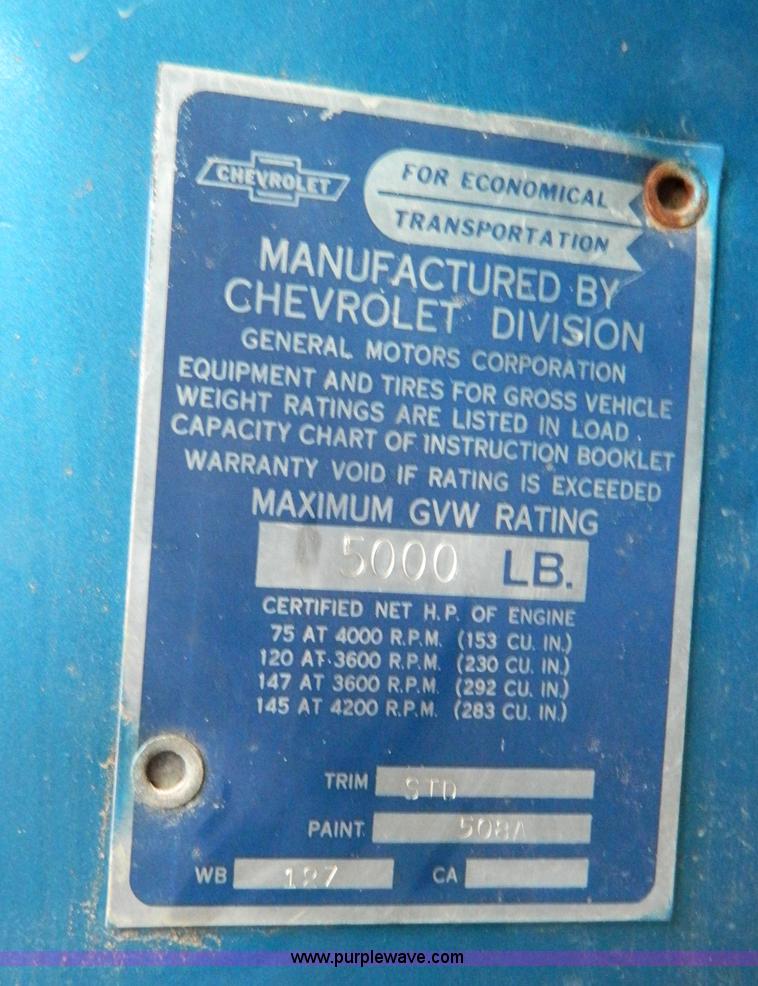 CHEVROLET
FOR ECONOMICAL
TRANSPORTATION
MANUFACTURED BY
CHEVROLET DIVISION
GENERAL MOTORS CORPORATION
EQUIPMENT AND TIRES FOR GROSS VEHICLE
WEIGHT RATINGS ARE LISTED IN LOAD
CAPACITY CHART OF INSTRUCTION BOOKLET
WARRANTY VOID IF RATING IS EXCEEDED
MAXIMUM GVW RATING
5000 LB.
CERTIFIED NET H.P. OF ENGINE
75 AT 4000 R.P.M. (153 CU. IN.)
120 AT 3600 R.P.M. (230 CU. IN.)
147 AT 3600 R.P.M. (292 CU. IN.)
145 AT 4200 R.P.M. (283 CU. IN.)
TRIM STD
PAINT 508A
WB 127 CA
www.purplewave.com